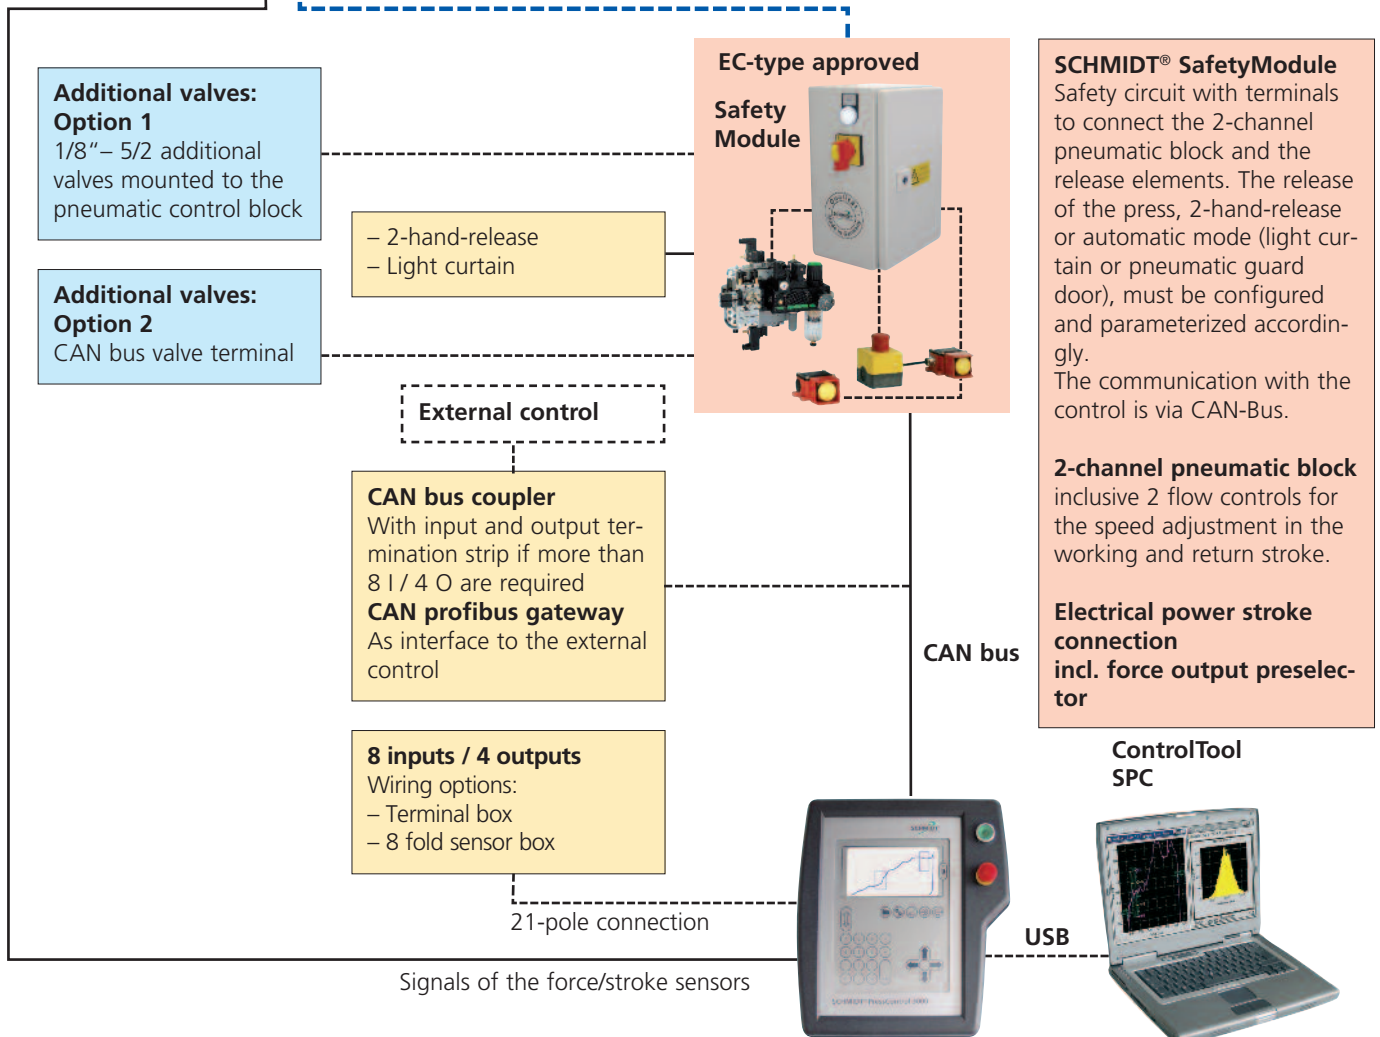 Additional valves:
Option 1
1/8“– 5/2 additional
valves mounted to the
pneumatic control block
Additional valves:
Option 2
CAN bus valve terminal
– 2-hand-release
– Light curtain
EC-type approved
Safety
Module
External control
CAN bus coupler
With input and output ter-
mination strip if more than
8 I / 4 O are required
CAN profibus gateway
As interface to the external
control
8 inputs / 4 outputs
Wiring options:
– Terminal box
– 8 fold sensor box
21-pole connection
Signals of the force/stroke sensors
CAN bus
SCHMIDT® SafetyModule
Safety circuit with terminals
to connect the 2-channel
pneumatic block and the
release elements. The release
of the press, 2-hand-release
or automatic mode (light cur-
tain or pneumatic guard
door), must be configured
and parameterized accordin-
gly.
The communication with the
control is via CAN-Bus.
2-channel pneumatic block
inclusive 2 flow controls for
the speed adjustment in the
working and return stroke.
Electrical power stroke
connection
incl. force output preselec-
tor
ControlTool
SPC
USB
SCHMIDT
SCHMIDT® PressControl